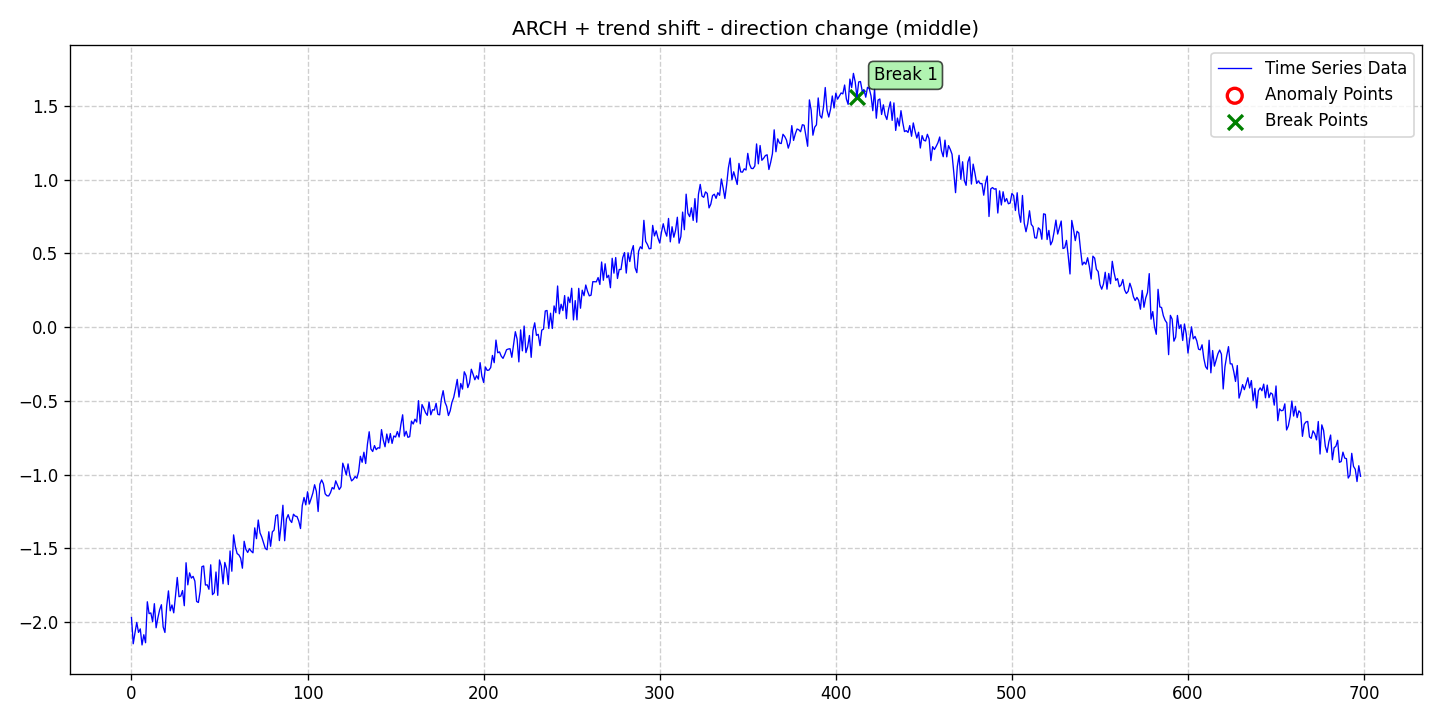 ARCH + trend shift - direction change (middle)
Break 1
Time Series Data
Anomaly Points
Break Points
1.5
1.0
0.5
0.0
−0.5
−1.0
−1.5
−2.0
0 100 200 300 400 500 600 700